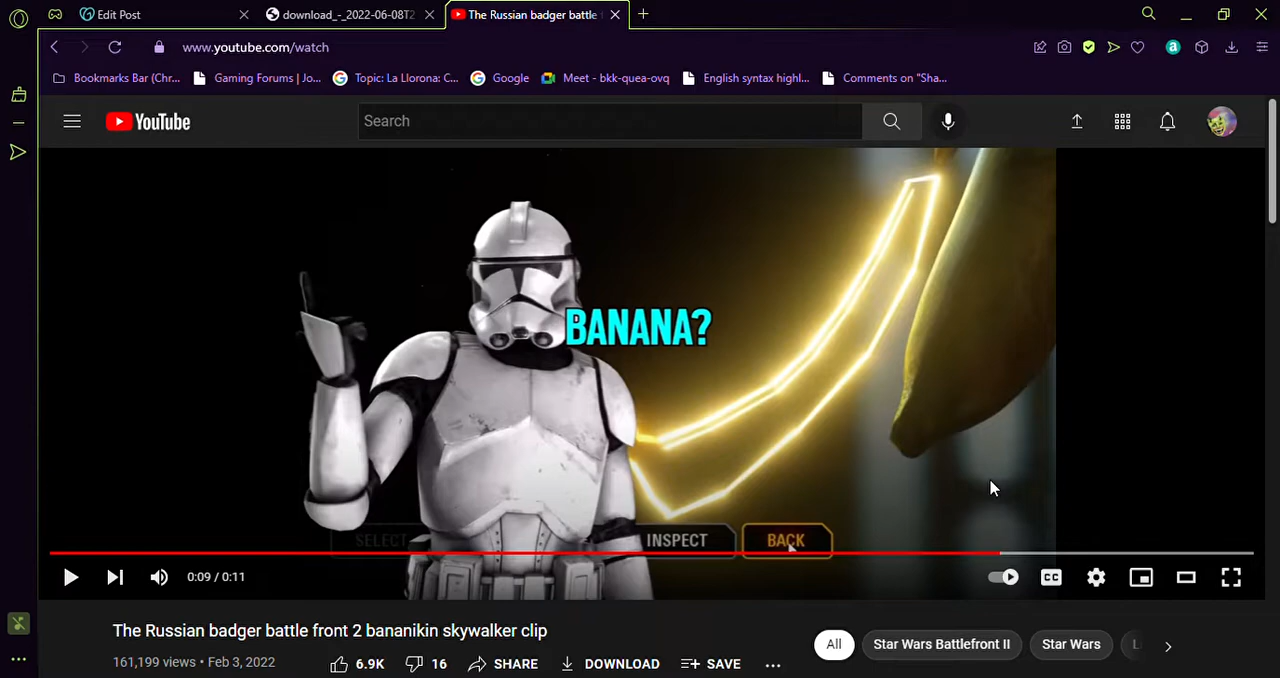 Edit Post
download_-_2022-06-08T2
The Russian badger battle
www.youtube.com/watch
Bookmarks Bar (Chr...
Gaming Forums | Jo...
Topic: La Llorona: C...
Google
Meet - bkk-quea-ovq
English syntax highl...
Comments on "Sha...
YouTube
Search
BANANA?
SELECT
INSPECT
BACK
0:09 / 0:11
CC
The Russian badger battle front 2 bananikin skywalker clip
All
Star Wars Battlefront II
Star Wars
L
161,199 views • Feb 3, 2022
6.9K
16
SHARE
DOWNLOAD
SAVE